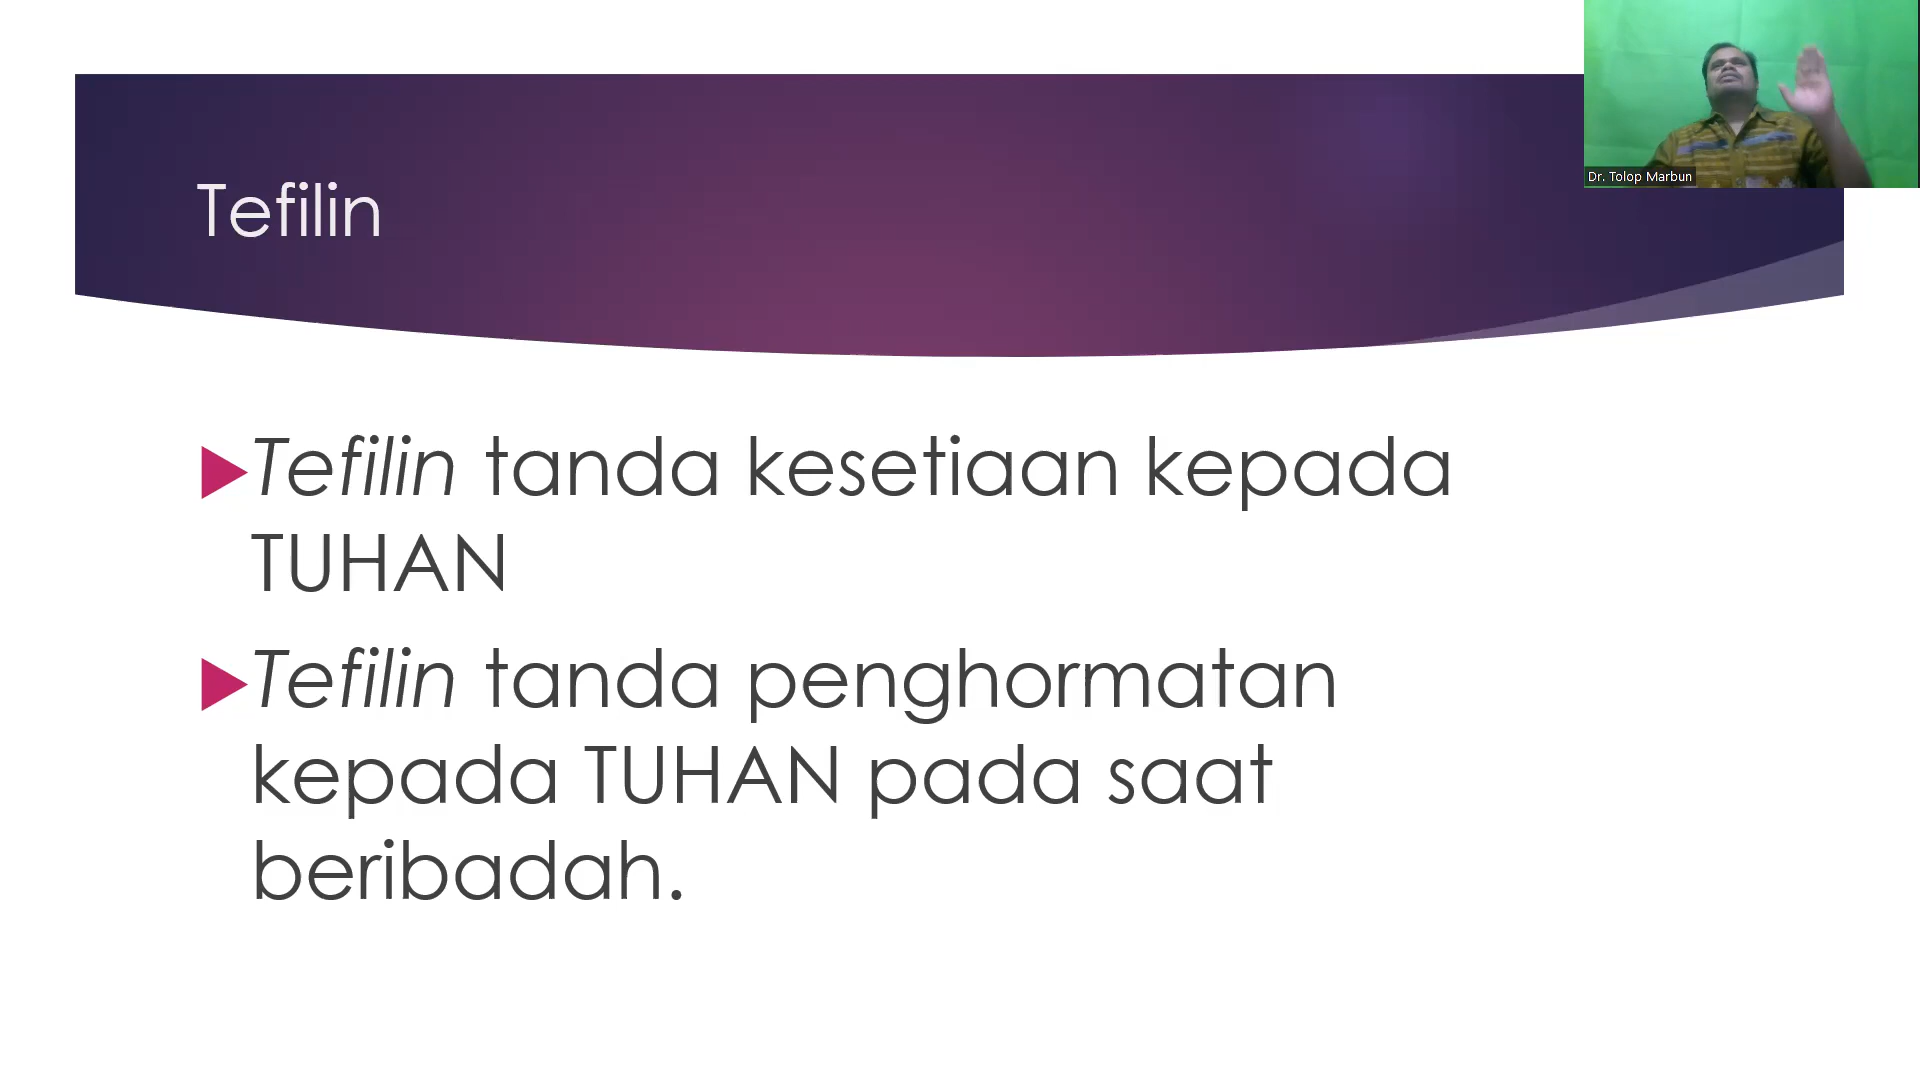 Dr. Tolop Marbun
Tefilin
Tefilin tanda kesetiaan kepada
TUHAN
Tefilin tanda penghormatan
kepada TUHAN pada saat
beribadah.